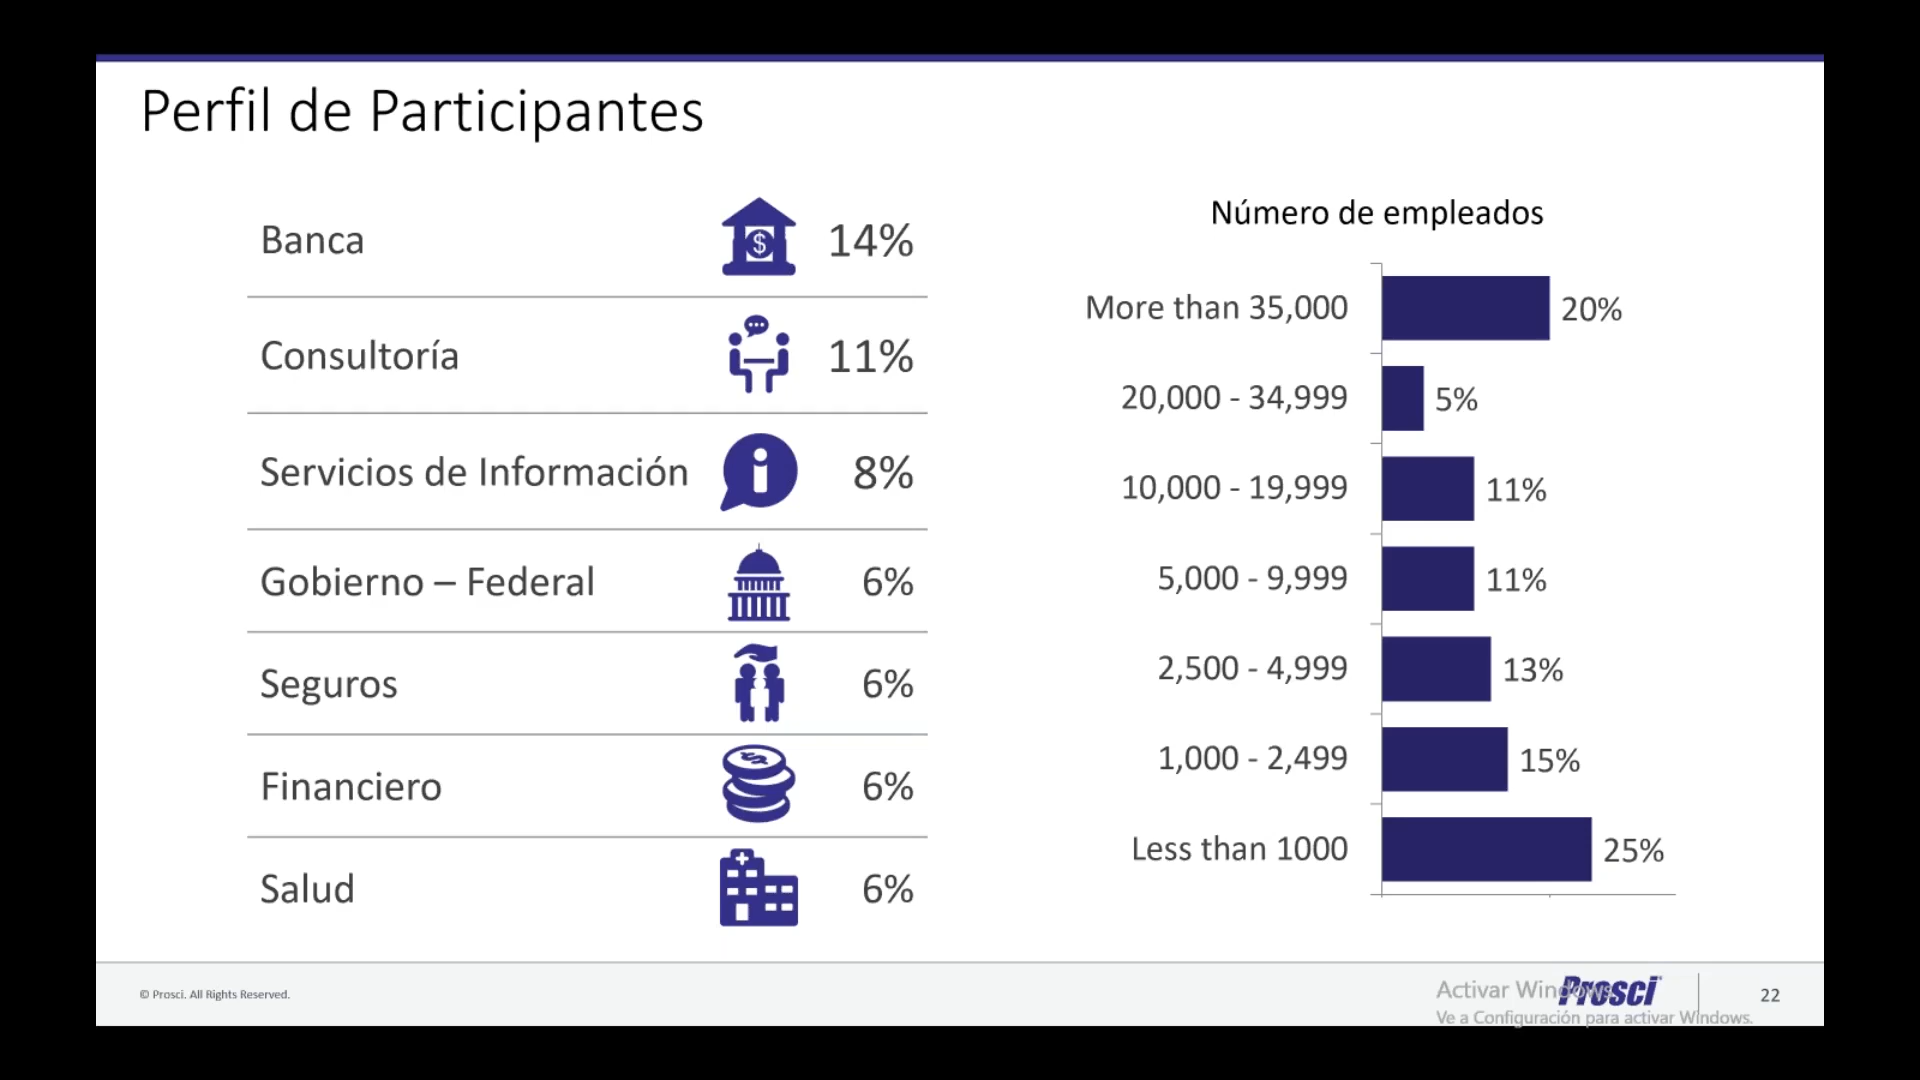 Perfil de Participantes
Banca 14%
Consultoría 11%
Servicios de Información 8%
Gobierno – Federal 6%
Seguros 6%
Financiero 6%
Salud 6%
Número de empleados
More than 35,000 20%
20,000 - 34,999 5%
10,000 - 19,999 11%
5,000 - 9,999 11%
2,500 - 4,999 13%
1,000 - 2,499 15%
Less than 1000 25%
© Prosci. All Rights Reserved.
Activar Windows
Prosci
22
Ve a Configuración para activar Windows.